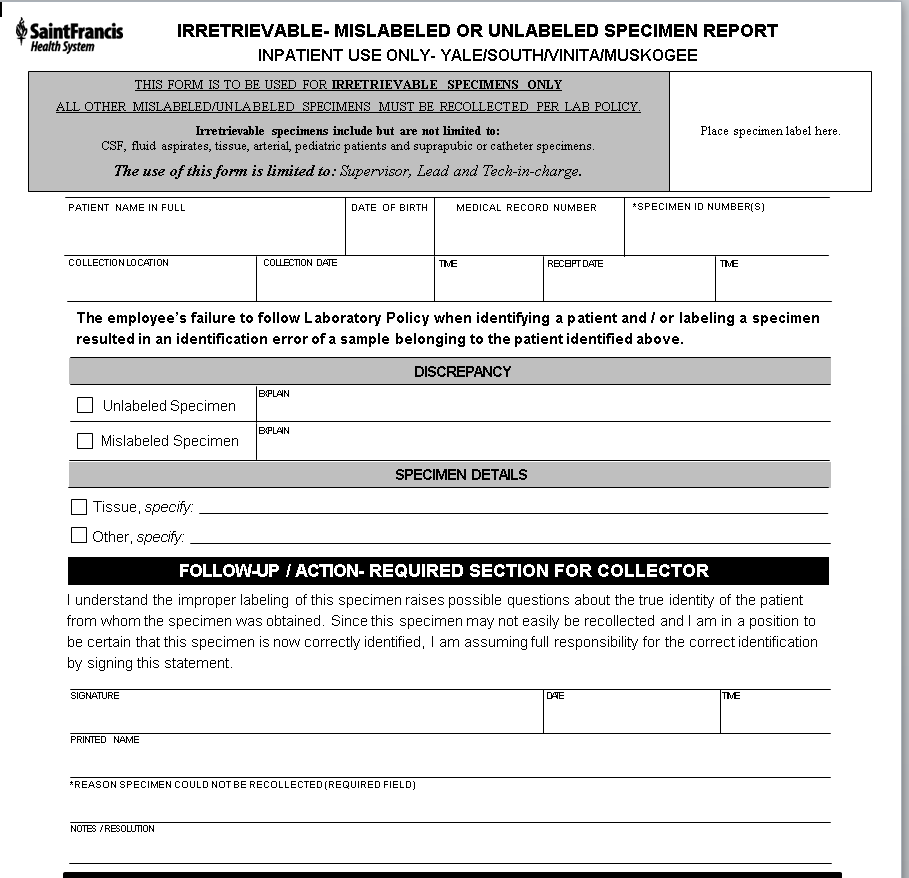 SaintFrancis
Health System
IRRETRIEVABLE- MISLABELED OR UNLABELED SPECIMEN REPORT
INPATIENT USE ONLY- YALE/SOUTH/VINITA/MUSKOGEE
THIS FORM IS TO BE USED FOR IRRETRIEVABLE SPECIMENS ONLY
ALL OTHER MISLABELED/UNLABELED SPECIMENS MUST BE RECOLLECTED PER LAB POLICY.
Irretrievable specimens include but are not limited to:
CSF, fluid aspirates, tissue, arterial, pediatric patients and suprapubic or catheter specimens.
The use of this form is limited to: Supervisor, Lead and Tech-in-charge.
Place specimen label here.
PATIENT NAME IN FULL
DATE OF BIRTH
MEDICAL RECORD NUMBER
*SPECIMEN ID NUMBER(S)
COLLECTION LOCATION
COLLECTION DATE
TIME
RECEIPT DATE
TIME
The employee's failure to follow Laboratory Policy when identifying a patient and / or labeling a specimen
resulted in an identification error of a sample belonging to the patient identified above.
DISCREPANCY
Unlabeled Specimen
EXPLAIN
Mislabeled Specimen
EXPLAIN
SPECIMEN DETAILS
Tissue, specify:
Other, specify:
FOLLOW-UP / ACTION- REQUIRED SECTION FOR COLLECTOR
I understand the improper labeling of this specimen raises possible questions about the true identity of the patient
from whom the specimen was obtained. Since this specimen may not easily be recollected and I am in a position to
be certain that this specimen is now correctly identified, I am assuming full responsibility for the correct identification
by signing this statement.
SIGNATURE
DATE
TIME
PRINTED NAME
*REASON SPECIMEN COULD NOT BE RECOLLECTED (REQUIRED FIELD)
NOTES / RESOLUTION